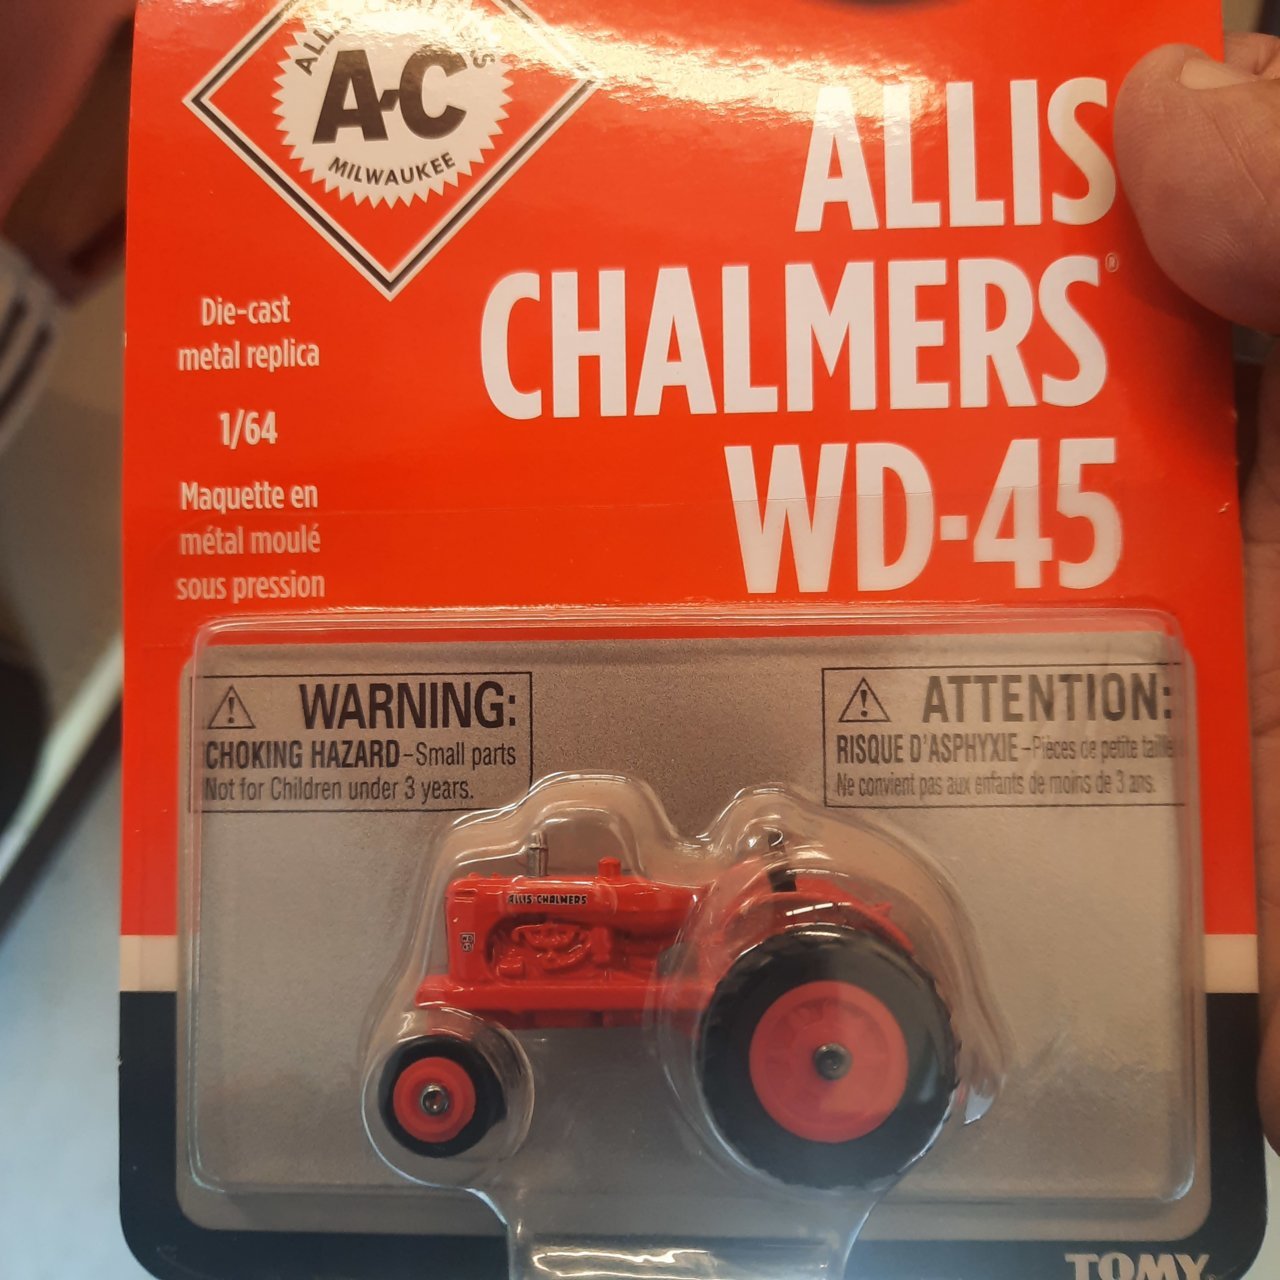 ALLIS CHALMERS
A-C
MILWAUKEE
ALLIS
CHALMERS®
WD-45
Die-cast
metal replica
1/64
Maquette en
métal moulé
sous pression
WARNING:
CHOKING HAZARD – Small parts
Not for Children under 3 years.
ATTENTION:
RISQUE D'ASPHYXIE – Pièces de petite taille
Ne convient pas aux enfants de moins de 3 ans.
ALLIS-CHALMERS
TOMY